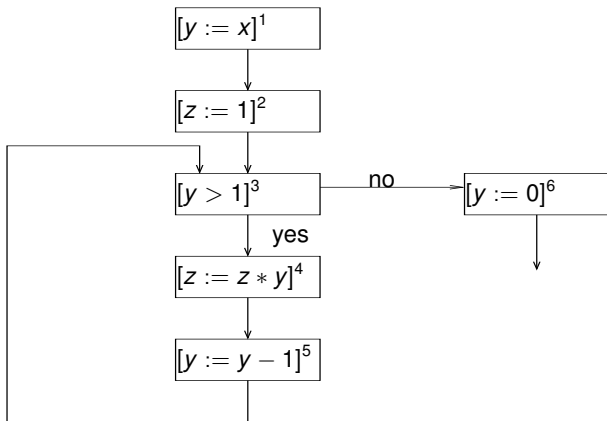 [y := x]¹
[z := 1]²
[y > 1]³
no
[y := 0]⁶
yes
[z := z ∗ y]⁴
[y := y − 1]⁵